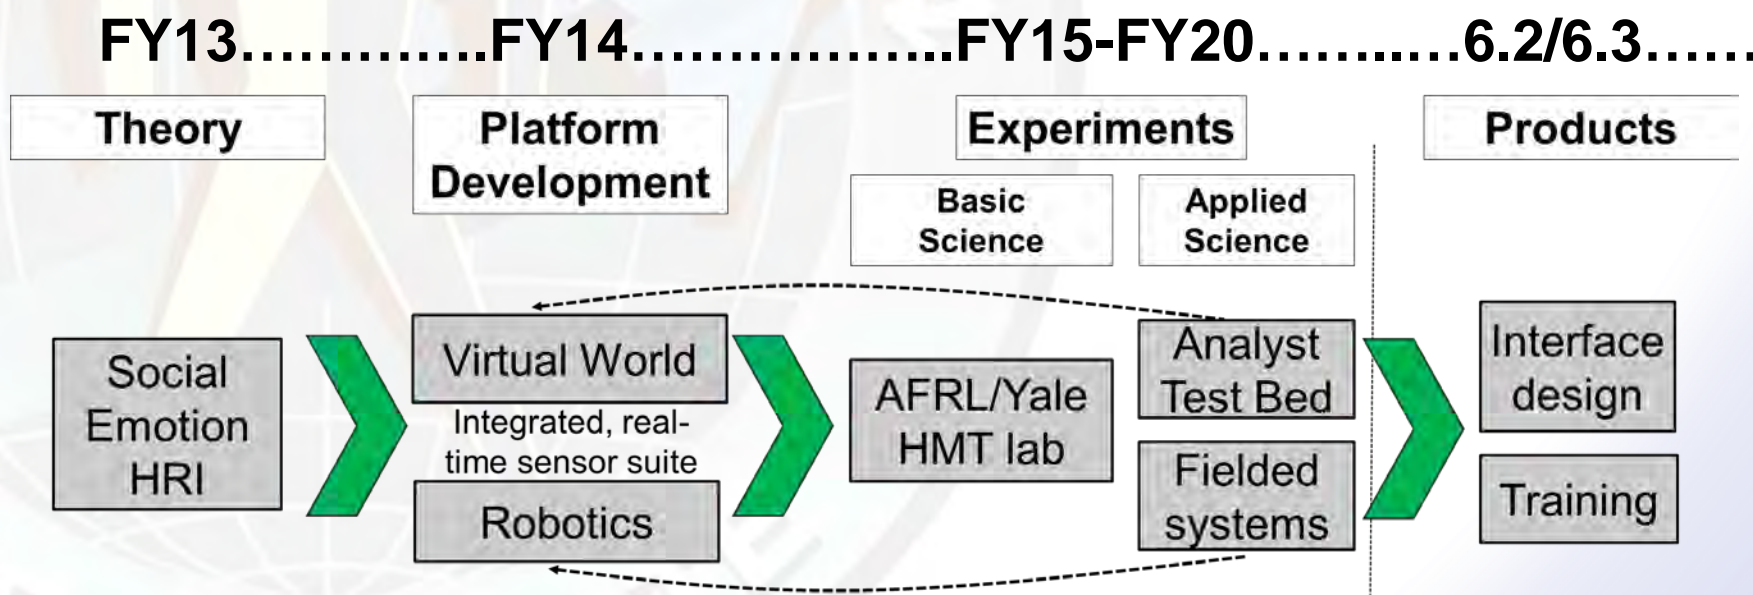 FY13…………..FY14……………..FY15-FY20……...…6.2/6.3……
Theory
Platform
Development
Experiments
Products
Basic
Science
Applied
Science
Social
Emotion
HRI
Virtual World
Integrated, real-
time sensor suite
Robotics
AFRL/Yale
HMT lab
Analyst
Test Bed
Fielded
systems
Interface
design
Training